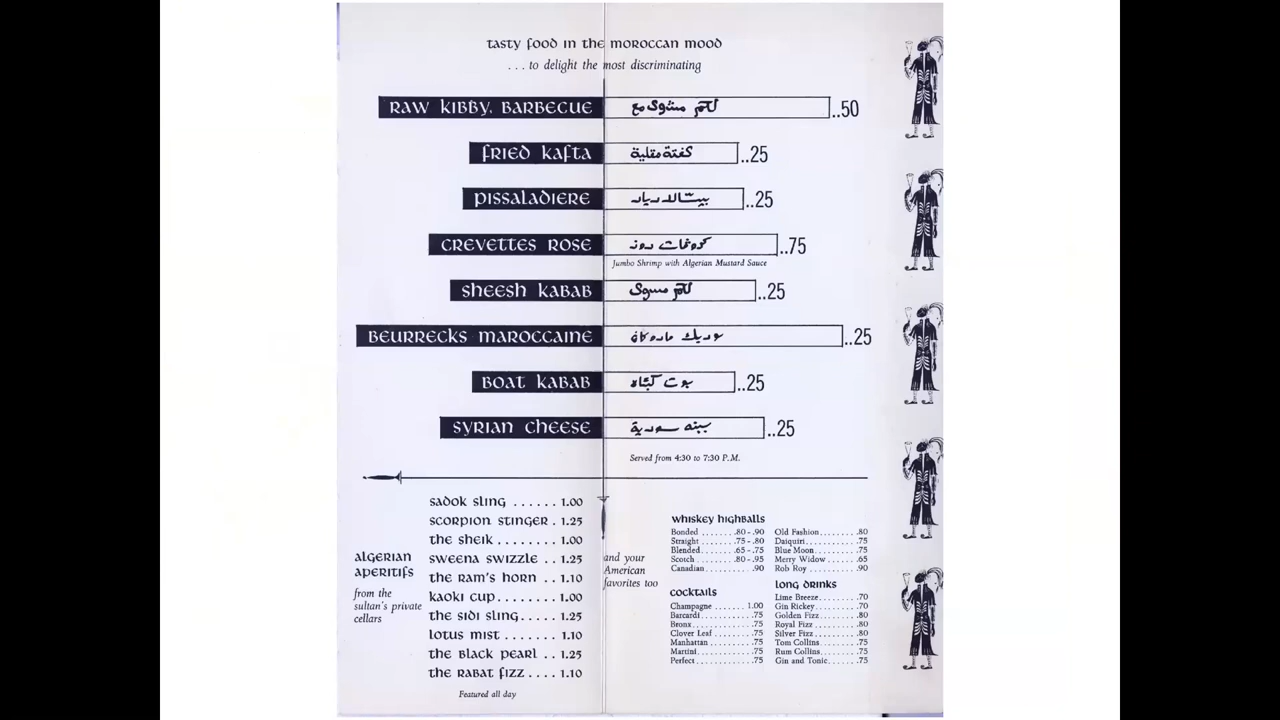 tasty food in the moroccan mood
... to delight the most discriminating
RAW KIBBY, BARBECUE لحم مشوي مع ..50
FRIED KAFTA كفتة مقلية ..25
PISSALADIERE ..25
CREVETTES ROSE ..75
Jumbo Shrimp with Algerian Mustard Sauce
SHEESH KABAB ..25
BEURRECKS MAROCCAINE ..25
BOAT KABAB ..25
SYRIAN CHEESE ..25
Served from 4:30 to 7:30 P.M.
ALGERIAN
APERITIFS
from the
sultan's private
cellars
sadok sling ...... 1.00
scorpion stinger . 1.25
the sheik ........ 1.00
sweena swizzle .. 1.25
the ram's horn .. 1.10
kaoki cup........ 1.00
the sidi sling..... 1.25
lotus mist ....... 1.10
the black pearl .. 1.25
the rabat fizz .... 1.10
Featured all day
and your
American
favorites too
whiskey highballs
Bonded ....... .80-.90
Straight ....... .75-.80
Blended....... .65-.75
Scotch ........ .80-.95
Canadian .......... .90
cocktails
Champagne ....... 1.00
Barcardi .......... .75
Bronx ............ .75
Clover Leaf ....... .75
Manhattan ........ .75
Martini........... .75
Perfect............ .75
Old Fashion........ .80
Daiquiri........... .75
Blue Moon......... .75
Merry Widow...... .65
Rob Roy .......... .90
long drinks
Lime Breeze........ .70
Gin Rickey......... .70
Golden Fizz........ .80
Royal Fizz ......... .80
Silver Fizz......... .80
Tom Collins........ .75
Rum Collins....... .75
Gin and Tonic...... .75